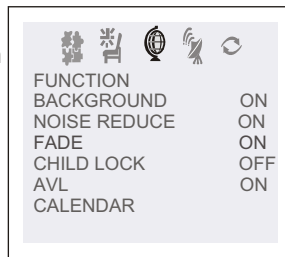 FUNCTION
BACKGROUND ON
NOISE REDUCE ON
FADE ON
CHILD LOCK OFF
AVL ON
CALENDAR